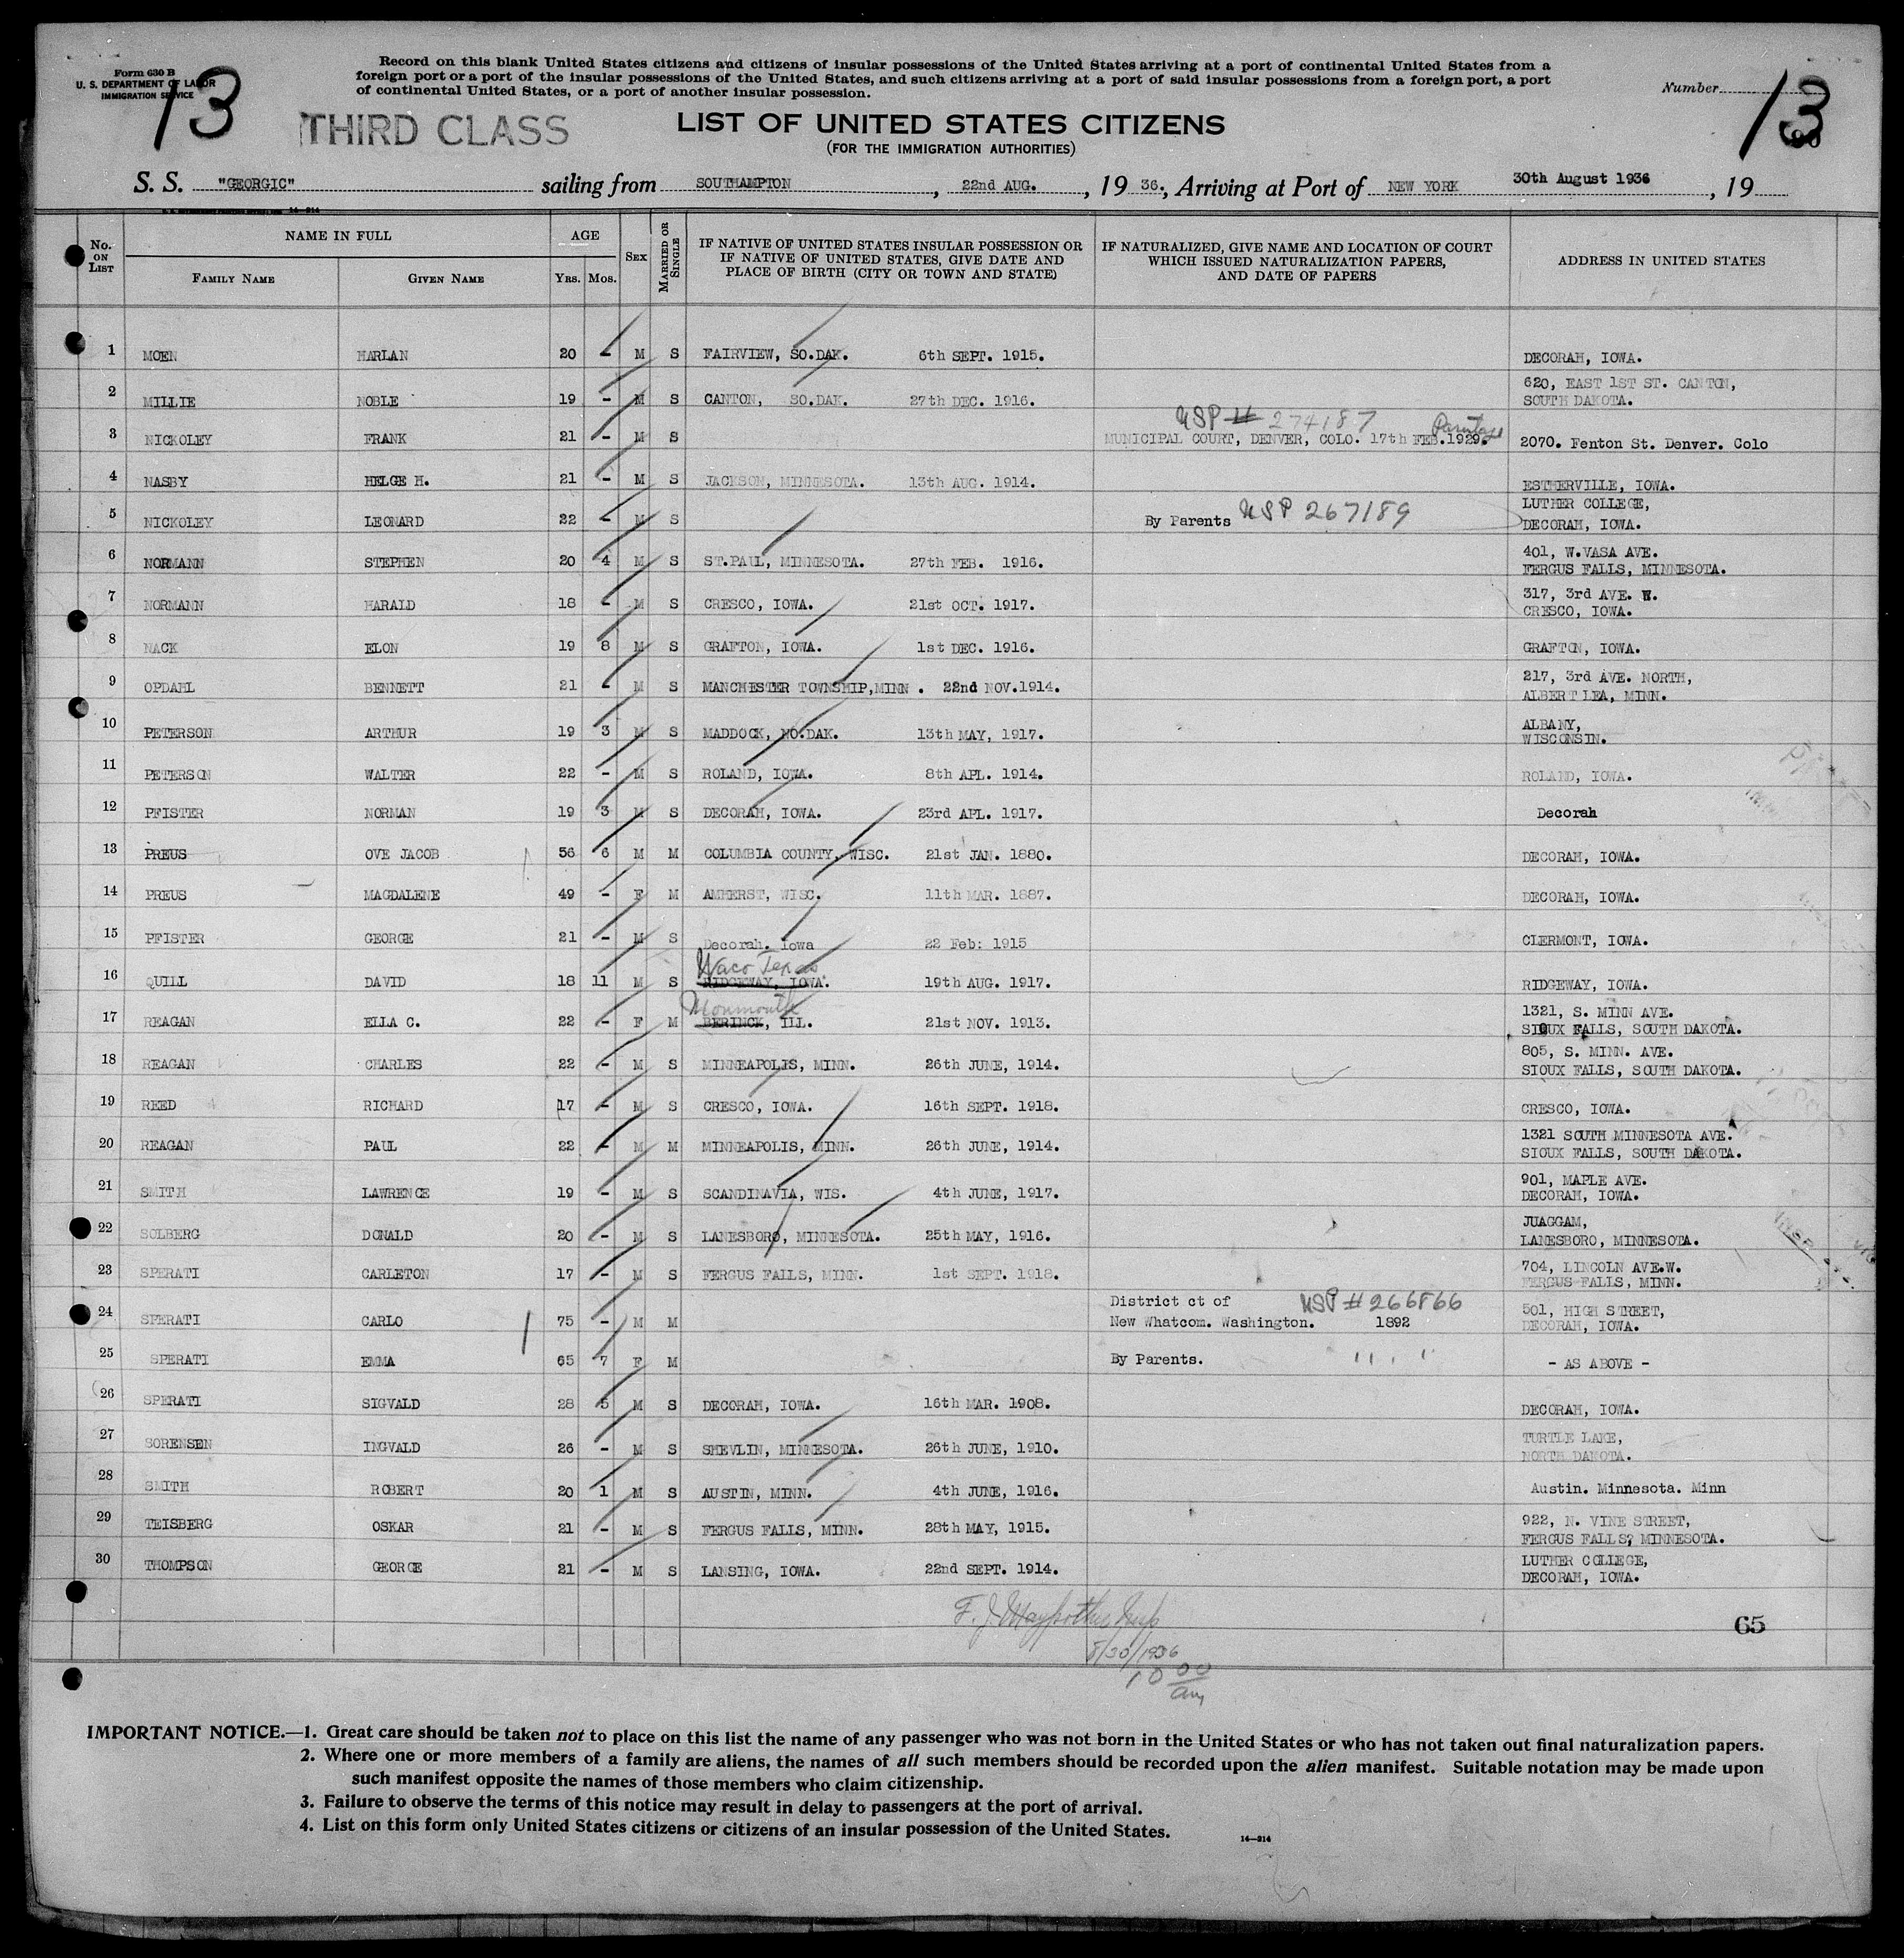 Form 630 B
U. S. DEPARTMENT OF LABOR
IMMIGRATION SERVICE
13
Record on this blank United States citizens and citizens of insular possessions of the United States arriving at a port of continental United States from a
foreign port or a port of the insular possessions of the United States, and such citizens arriving at a port of said insular possessions from a foreign port, a port
of continental United States, or a port of another insular possession.
Number
13
THIRD CLASS
LIST OF UNITED STATES CITIZENS
(FOR THE IMMIGRATION AUTHORITIES)
S. S. "GEORGIC" sailing from SOUTHAMPTON, 22nd AUG., 1936., Arriving at Port of NEW YORK 30th August 1936, 19
No. ON LIST NAME IN FULL AGE SEX MARRIED OR SINGLE IF NATIVE OF UNITED STATES INSULAR POSSESSION OR IF NATIVE OF UNITED STATES, GIVE DATE AND PLACE OF BIRTH (CITY OR TOWN AND STATE) IF NATURALIZED, GIVE NAME AND LOCATION OF COURT WHICH ISSUED NATURALIZATION PAPERS, AND DATE OF PAPERS ADDRESS IN UNITED STATES
FAMILY NAME GIVEN NAME YRS. MOS.
1 MOEN HARLAN 20 - M S FAIRVIEW, SO.DAK. 6th SEPT. 1915. DECORAH, IOWA.
2 MILLIE NOBLE 19 - M S CANTON, SO.DAK. 27th DEC. 1916. 620, EAST 1ST ST. CANTON,
SOUTH DAKOTA.
USP # 274187 Parentage
3 NICKOLEY FRANK 21 - M S MUNICIPAL COURT, DENVER, COLO. 17th FEB.1929. 2070. Fenton St. Denver. Colo
4 NASBY HELGE H. 21 - M S JACKSON, MINNESOTA. 13th AUG. 1914. ESTHERVILLE, IOWA.
5 NICKOLEY LEONARD 22 - M S By Parents USP 267189 LUTHER COLLEGE,
DECORAH, IOWA.
6 NORMANN STEPHEN 20 4 M S ST.PAUL, MINNESOTA. 27th FEB. 1916. 401, W.VASA AVE.
FERGUS FALLS, MINNESOTA.
7 NORMANN HARALD 18 - M S CRESCO, IOWA. 21st OCT. 1917. 317, 3rd AVE. W.
CRESCO, IOWA.
8 NACK ELON 19 8 M S GRAFTON, IOWA. 1st DEC. 1916. GRAFTON, IOWA.
9 OPDAHL BENNETT 21 - M S MANCHESTER TOWNSHIP,MINN . 22nd NOV.1914. 217, 3rd AVE. NORTH,
ALBERT LEA, MINN.
10 PETERSON ARTHUR 19 3 M S MADDOCK, NO.DAK. 13th MAY, 1917. ALBANY,
WISCONSIN.
11 PETERSON WALTER 22 - M S ROLAND, IOWA. 8th APL. 1914. ROLAND, IOWA.
12 PFISTER NORMAN 19 3 M S DECORAH, IOWA. 23rd APL. 1917. Decorah
13 PREUS OVE JACOB 56 6 M M COLUMBIA COUNTY, WISC. 21st JAN. 1880. DECORAH, IOWA.
14 PREUS MAGDALENE 49 - F M AMHERST, WISC. 11th MAR. 1887. DECORAH, IOWA.
15 PFISTER GEORGE 21 - M S Decorah. Iowa 22 Feb: 1915 CLERMONT, IOWA.
Waco Texas
16 QUILL DAVID 18 11 M S RIDGEWAY, IOWA. 19th AUG. 1917. RIDGEWAY, IOWA.
Monmouth
17 REAGAN ELLA C. 22 - F M BERINCK, ILL. 21st NOV. 1913. 1321, S. MINN AVE.
SIOUX FALLS, SOUTH DAKOTA.
18 REAGAN CHARLES 22 - M S MINNEAPOLIS, MINN. 26th JUNE, 1914. 805, S. MINN. AVE.
SIOUX FALLS, SOUTH DAKOTA.
19 REED RICHARD 17 - M S CRESCO, IOWA. 16th SEPT. 1918. CRESCO, IOWA.
20 REAGAN PAUL 22 - M M MINNEAPOLIS, MINN. 26th JUNE, 1914. 1321 SOUTH MINNESOTA AVE.
SIOUX FALLS, SOUTH DAKOTA.
21 SMITH LAWRENCE 19 - M S SCANDINAVIA, WIS. 4th JUNE, 1917. 901, MAPLE AVE.
DECORAH, IOWA.
22 SOLBERG DONALD 20 - M S LANESBORO, MINNESOTA. 25th MAY, 1916. JUAGGAM,
LANESBORO, MINNESOTA.
23 SPERATI CARLETON 17 - M S FERGUS FALLS, MINN. 1st SEPT. 1918. 704, LINCOLN AVE.W.
FERGUS FALLS, MINN.
District ct of USP # 266866
24 SPERATI CARLO 75 - M M New Whatcom. Washington. 1892 501, HIGH STREET,
DECORAH, IOWA.
25 SPERATI EMMA 65 7 F M By Parents. " " - AS ABOVE -
26 SPERATI SIGVALD 28 5 M S DECORAH, IOWA. 16th MAR. 1908. DECORAH, IOWA.
27 SORENSEN INGVALD 26 - M S SHEVLIN, MINNESOTA. 26th JUNE, 1910. TURTLE LAKE,
NORTH DAKOTA.
28 SMITH ROBERT 20 1 M S AUSTIN, MINN. 4th JUNE, 1916. Austin. Minnesota. Minn
29 TEISBERG OSKAR 21 - M S FERGUS FALLS, MINN. 28th MAY, 1915. 922, N. VINE STREET,
FERGUS FALLS, MINNESOTA.
30 THOMPSON GEORGE 21 - M S LANSING, IOWA. 22nd SEPT. 1914. LUTHER COLLEGE,
DECORAH, IOWA.
F. J.
65
8/30/1936
10 00 am
IMPORTANT NOTICE.—1. Great care should be taken not to place on this list the name of any passenger who was not born in the United States or who has not taken out final naturalization papers.
2. Where one or more members of a family are aliens, the names of all such members should be recorded upon the alien manifest. Suitable notation may be made upon
such manifest opposite the names of those members who claim citizenship.
3. Failure to observe the terms of this notice may result in delay to passengers at the port of arrival.
4. List on this form only United States citizens or citizens of an insular possession of the United States.
14—214